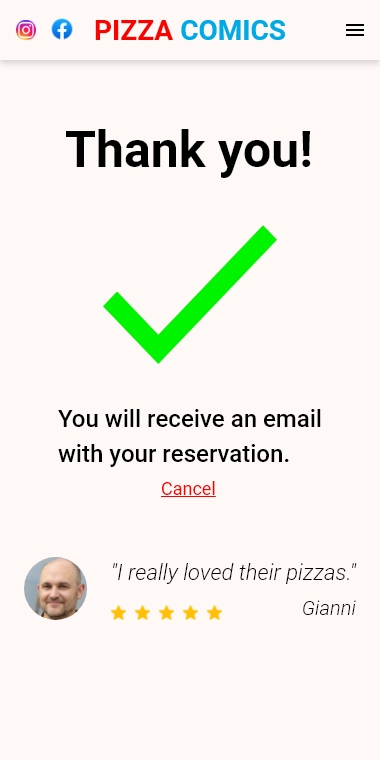 PIZZA COMICS
Thank you!
You will receive an email
with your reservation.
Cancel
"I really loved their pizzas."
Gianni